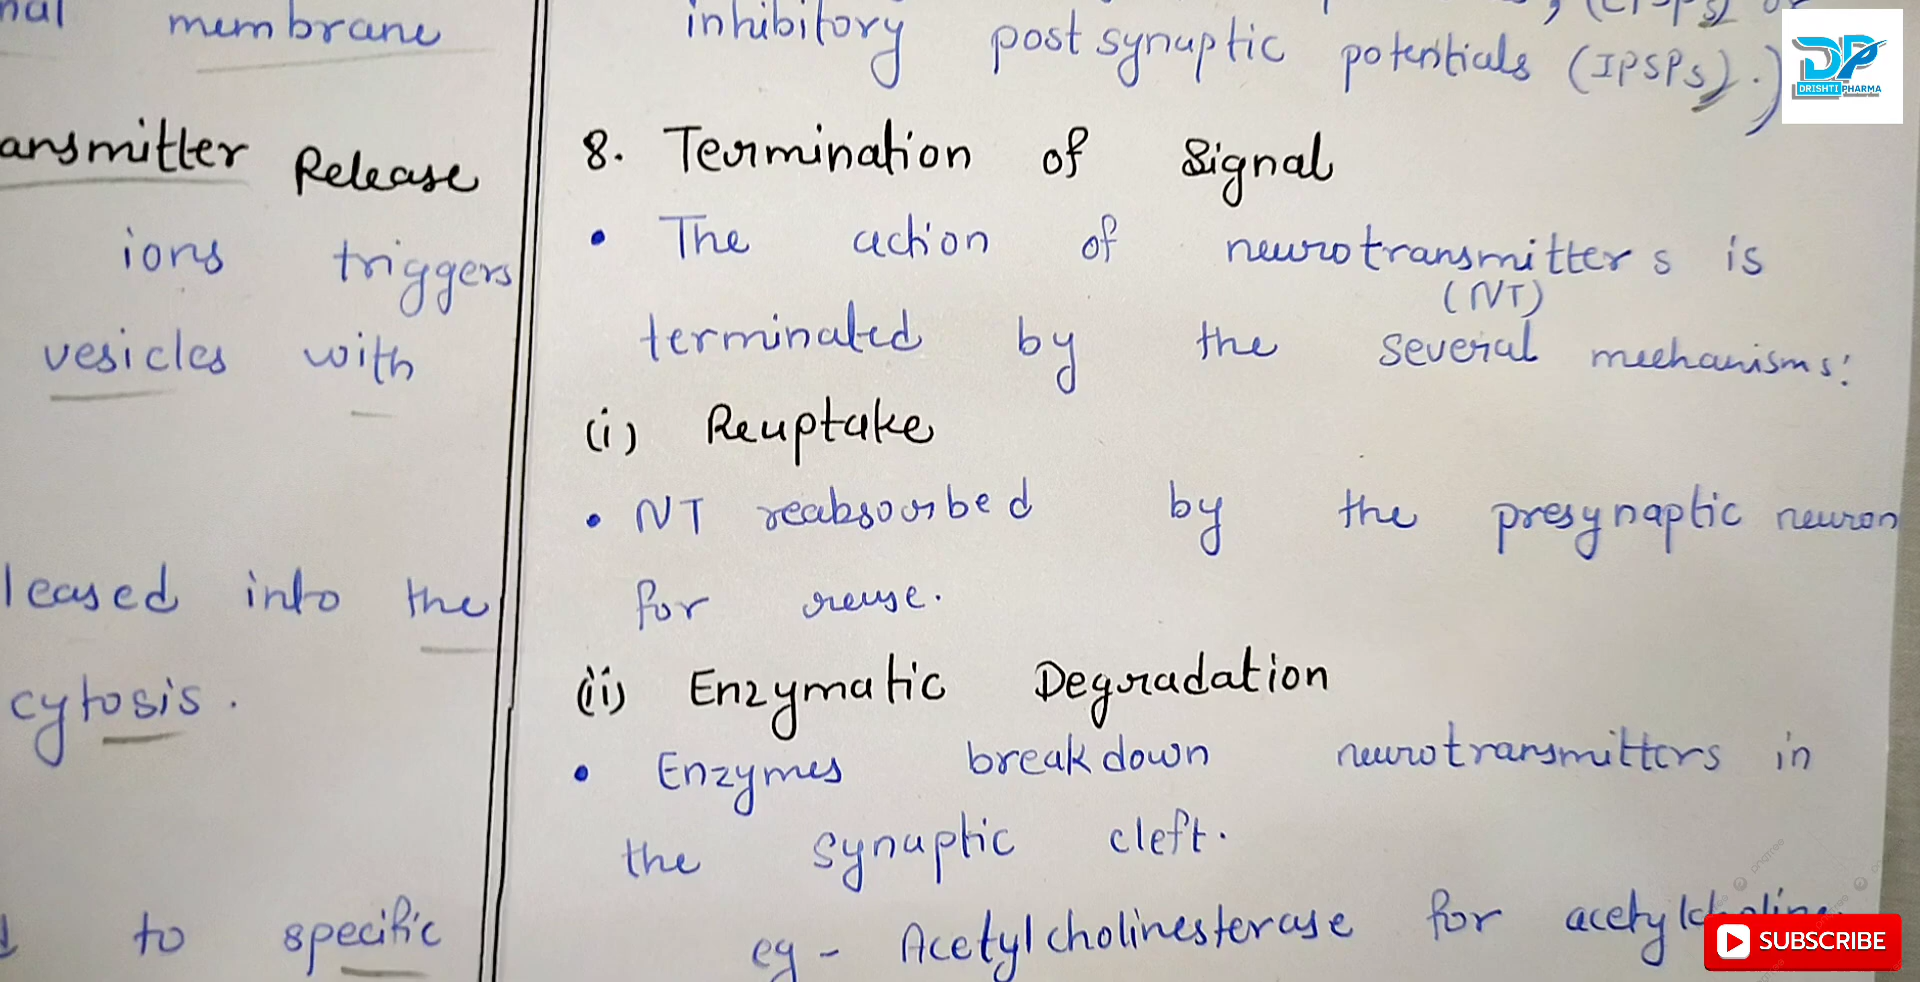 membrane
ansmitter Release
ions triggers
vesicles with
leased into the
cytosis.
to specific
inhibitory post synaptic potentials (IPSPs).)
8. Termination of Signal
• The action of neurotransmitters is
(NT)
terminated by the several mechanisms:
(i) Reuptake
• NT reabsorbed by the presynaptic neuron
for reuse.
(ii) Enzymatic Degradation
• Enzymes breakdown neurotransmitters in
the synaptic cleft.
eg - Acetylcholinesterase for acetylcholine
DP
DRISHTI PHARMA
SUBSCRIBE